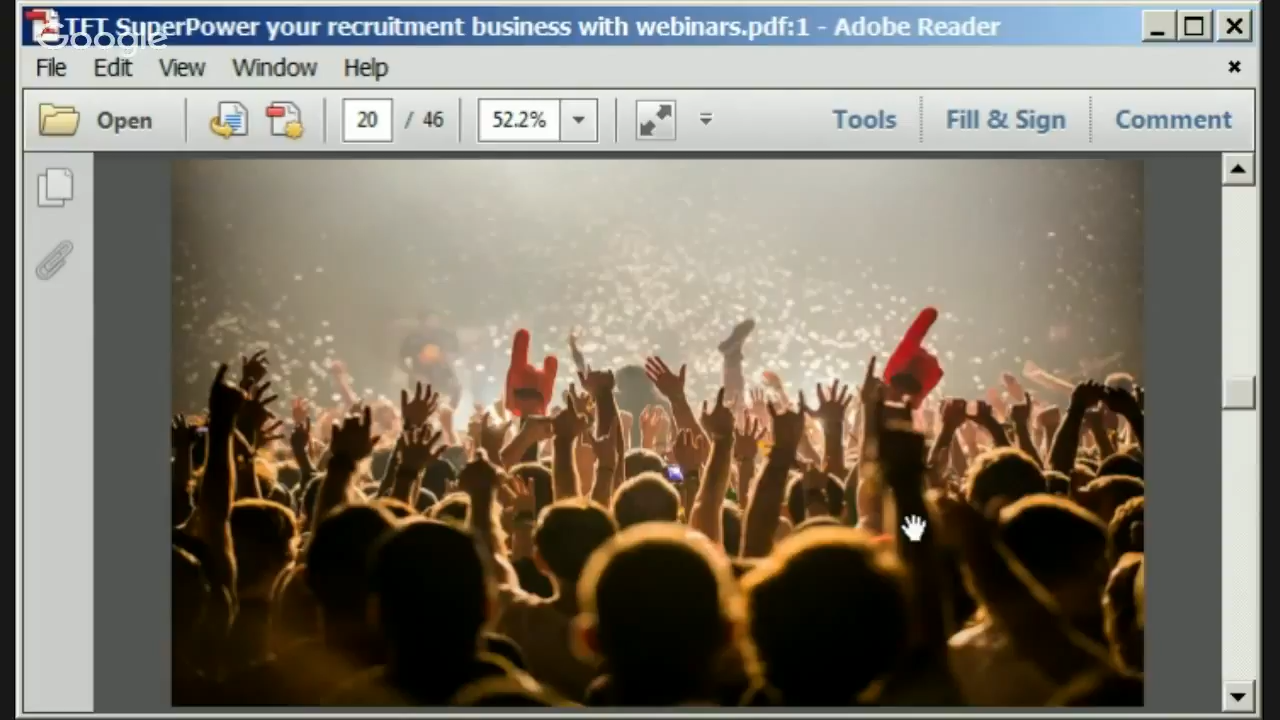 TFT SuperPower your recruitment business with webinars.pdf:1 - Adobe Reader
Google
File Edit View Window Help
Open 20 / 46 52.2% Tools Fill & Sign Comment